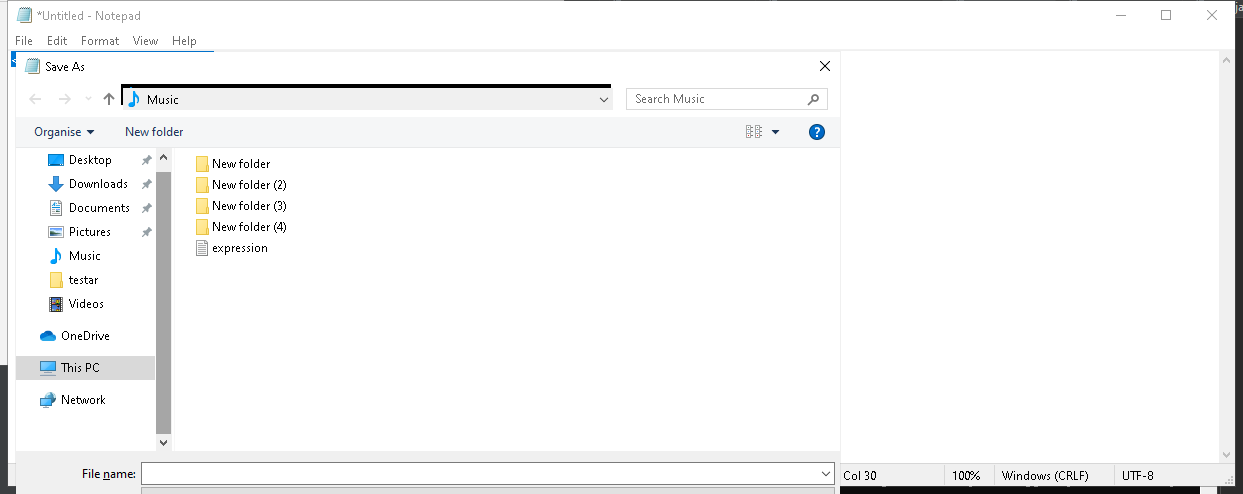 *Untitled - Notepad
File Edit Format View Help
Save As
Music
Search Music
Organise New folder
Desktop
Downloads
Documents
Pictures
Music
testar
Videos
OneDrive
This PC
Network
New folder
New folder (2)
New folder (3)
New folder (4)
expression
File name:
Col 30 100% Windows (CRLF) UTF-8